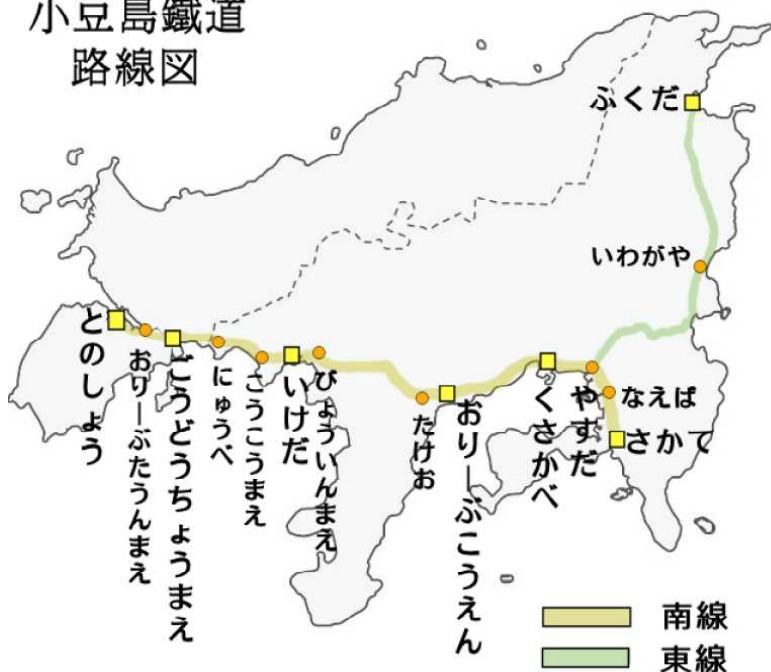 小豆島鐵道
路線図
ふくだ
いわがや
とのしょう
おりーぶたうんまえ
ごうどうちょうまえ
にゅうべ
こうこうまえ
いけだ
びょういんまえ
たけお
おりーぶこうえん
くさかべ
やすだ
なえば
さかて
南線
東線